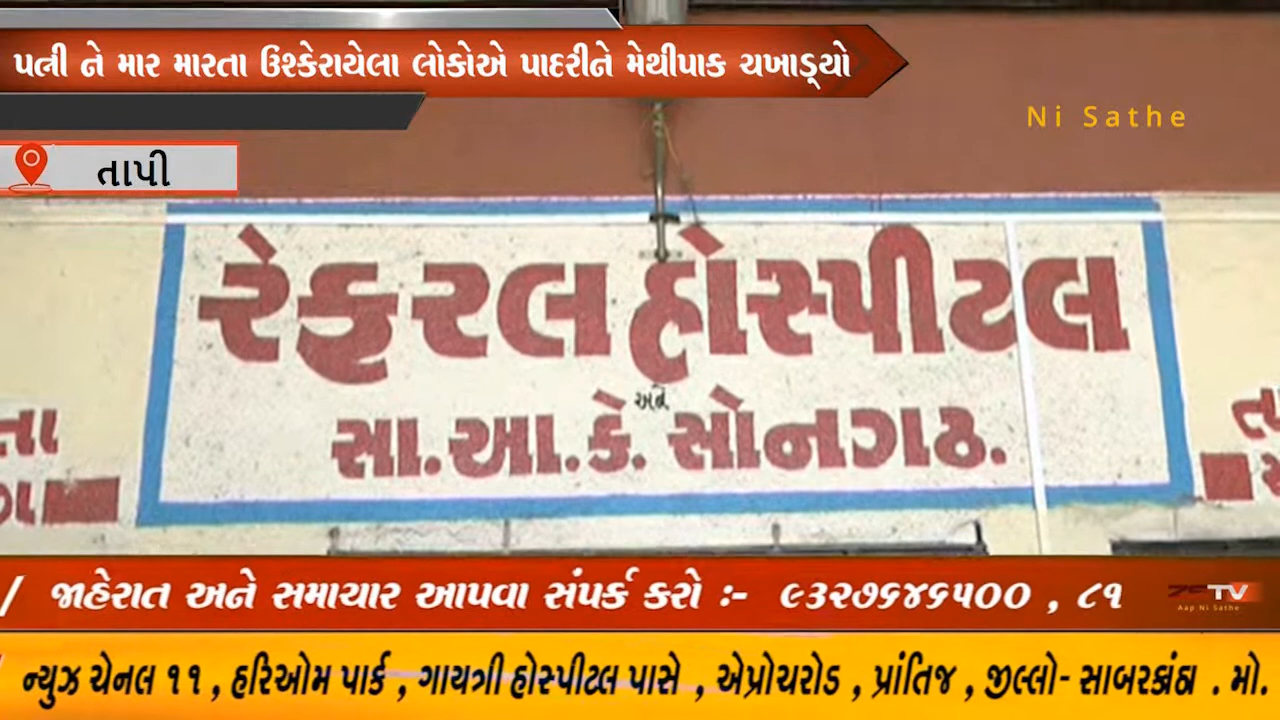 પત્ની ને માર મારતા ઉશ્કેરાયેલા લોકોએ પાદરીને મેથીપાક ચખાડ્યો
Ni Sathe
તાપી
રેફરલ હોસ્પીટલ
અને
સા.આ.કે. સોનગઢ.
/ જાહેરાત અને સમાચાર આપવા સંપર્ક કરો :- ૯૩૨૭૬૪૬૫૦૦ , ૮૧
TV
Aap Ni Sathe
ન્યુઝ ચેનલ ૧૧ , હરિઓમ પાર્ક , ગાયત્રી હોસ્પીટલ પાસે , એપ્રોચરોડ , પ્રાંતિજ , જીલ્લો- સાબરકાંઠા . મો.